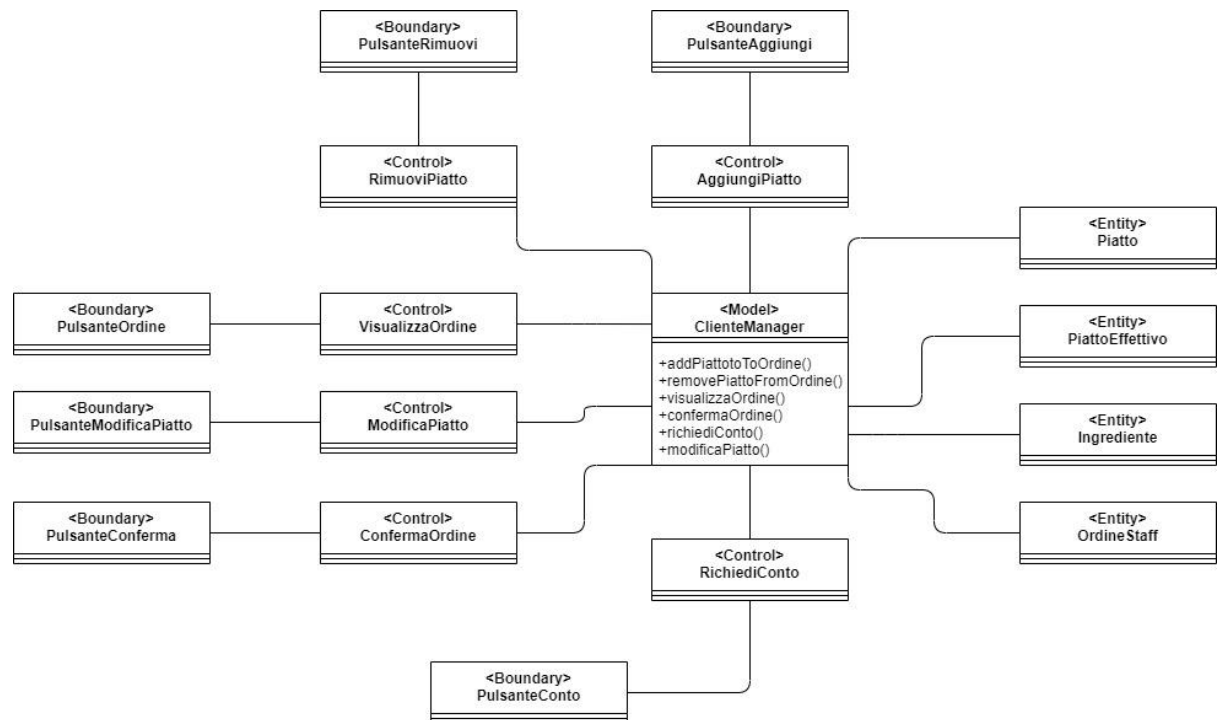 <Boundary>
PulsanteRimuovi
<Boundary>
PulsanteAggiungi
<Control>
RimuoviPiatto
<Control>
AggiungiPiatto
<Entity>
Piatto
<Boundary>
PulsanteOrdine
<Control>
VisualizzaOrdine
<Model>
ClienteManager
+addPiattotoToOrdine()
+removePiattoFromOrdine()
+visualizzaOrdine()
+confermaOrdine()
+richiediConto()
+modificaPiatto()
<Entity>
PiattoEffettivo
<Boundary>
PulsanteModificaPiatto
<Control>
ModificaPiatto
<Entity>
Ingrediente
<Boundary>
PulsanteConferma
<Control>
ConfermaOrdine
<Entity>
OrdineStaff
<Control>
RichiediConto
<Boundary>
PulsanteConto